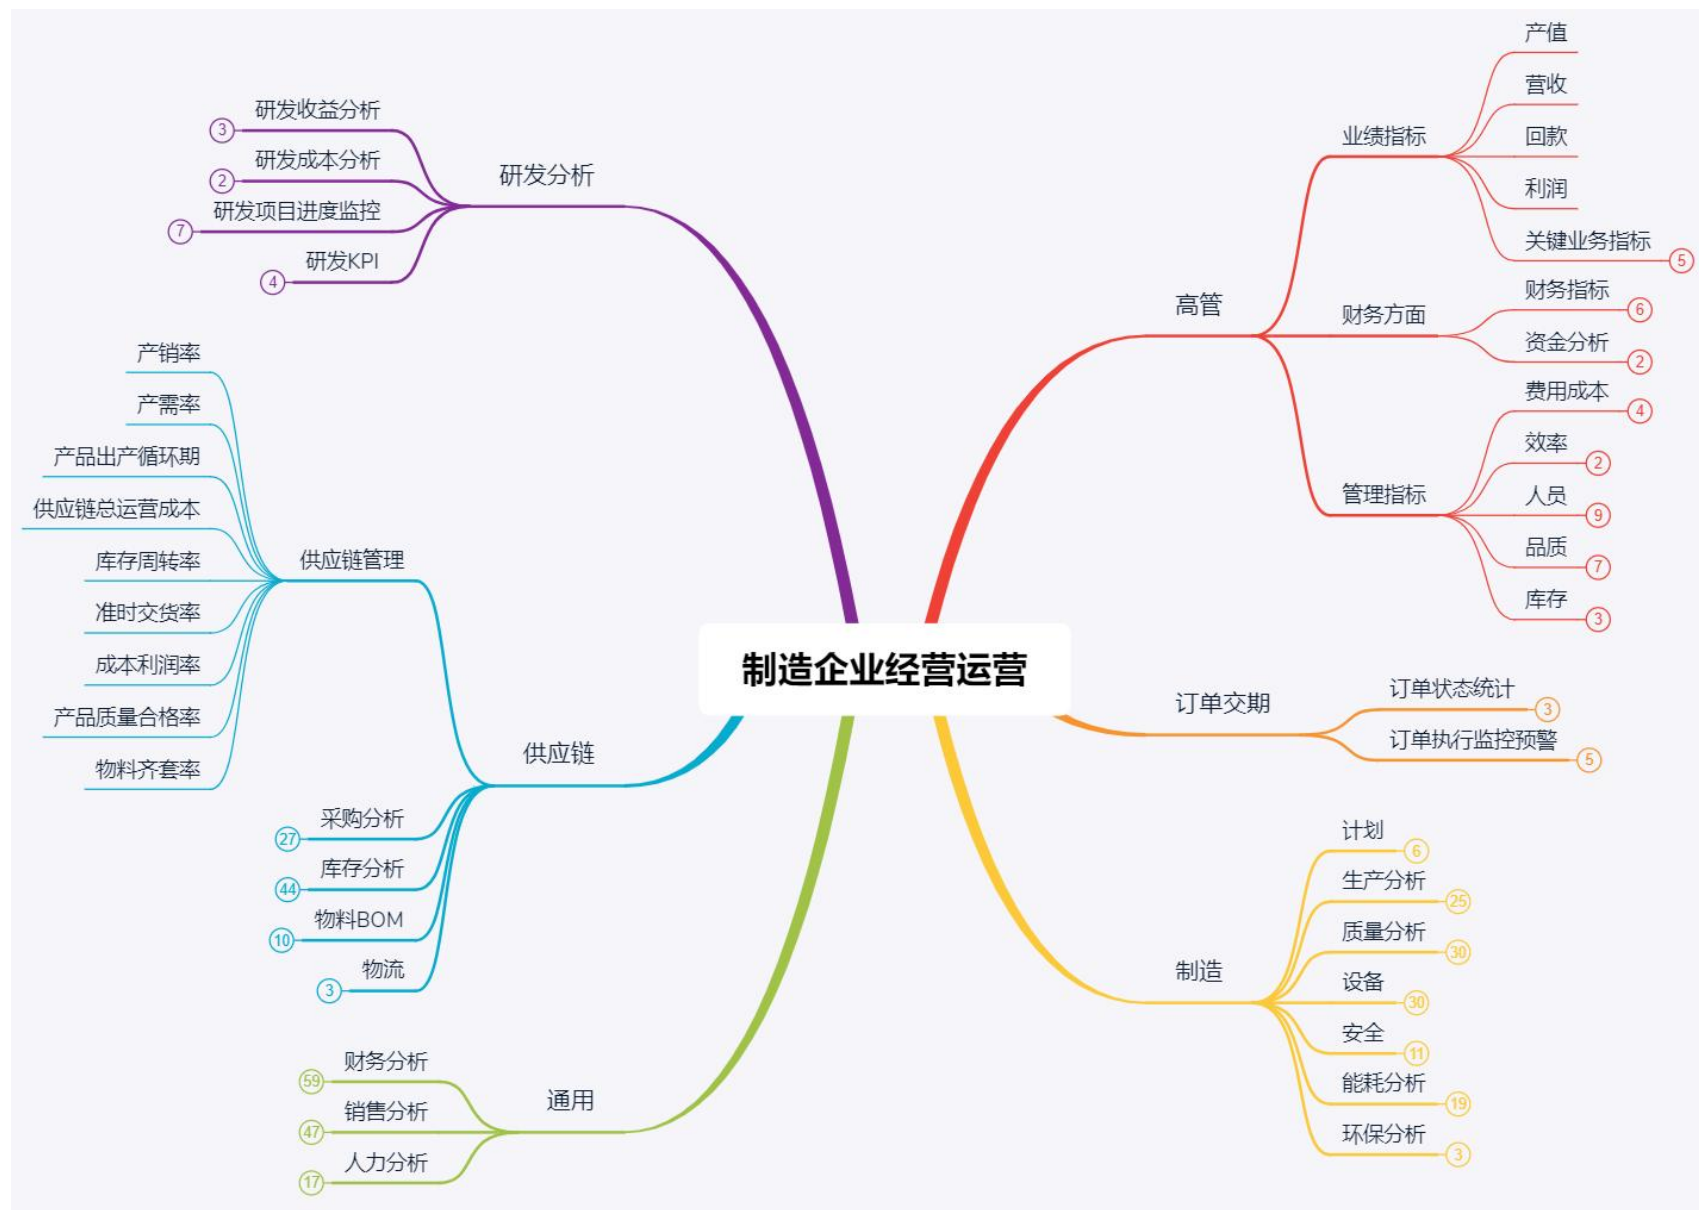 制造企业经营运营
高管
业绩指标
产值
营收
回款
利润
关键业务指标
5
财务方面
财务指标
6
资金分析
2
管理指标
费用成本
4
效率
2
人员
9
品质
7
库存
3
订单交期
订单状态统计
3
订单执行监控预警
5
制造
计划
6
生产分析
25
质量分析
30
设备
30
安全
11
能耗分析
19
环保分析
3
研发分析
研发收益分析
3
研发成本分析
2
研发项目进度监控
7
研发KPI
4
供应链
供应链管理
产销率
产需率
产品出产循环期
供应链总运营成本
库存周转率
准时交货率
成本利润率
产品质量合格率
物料齐套率
采购分析
27
库存分析
44
物料BOM
10
物流
3
通用
财务分析
59
销售分析
47
人力分析
17